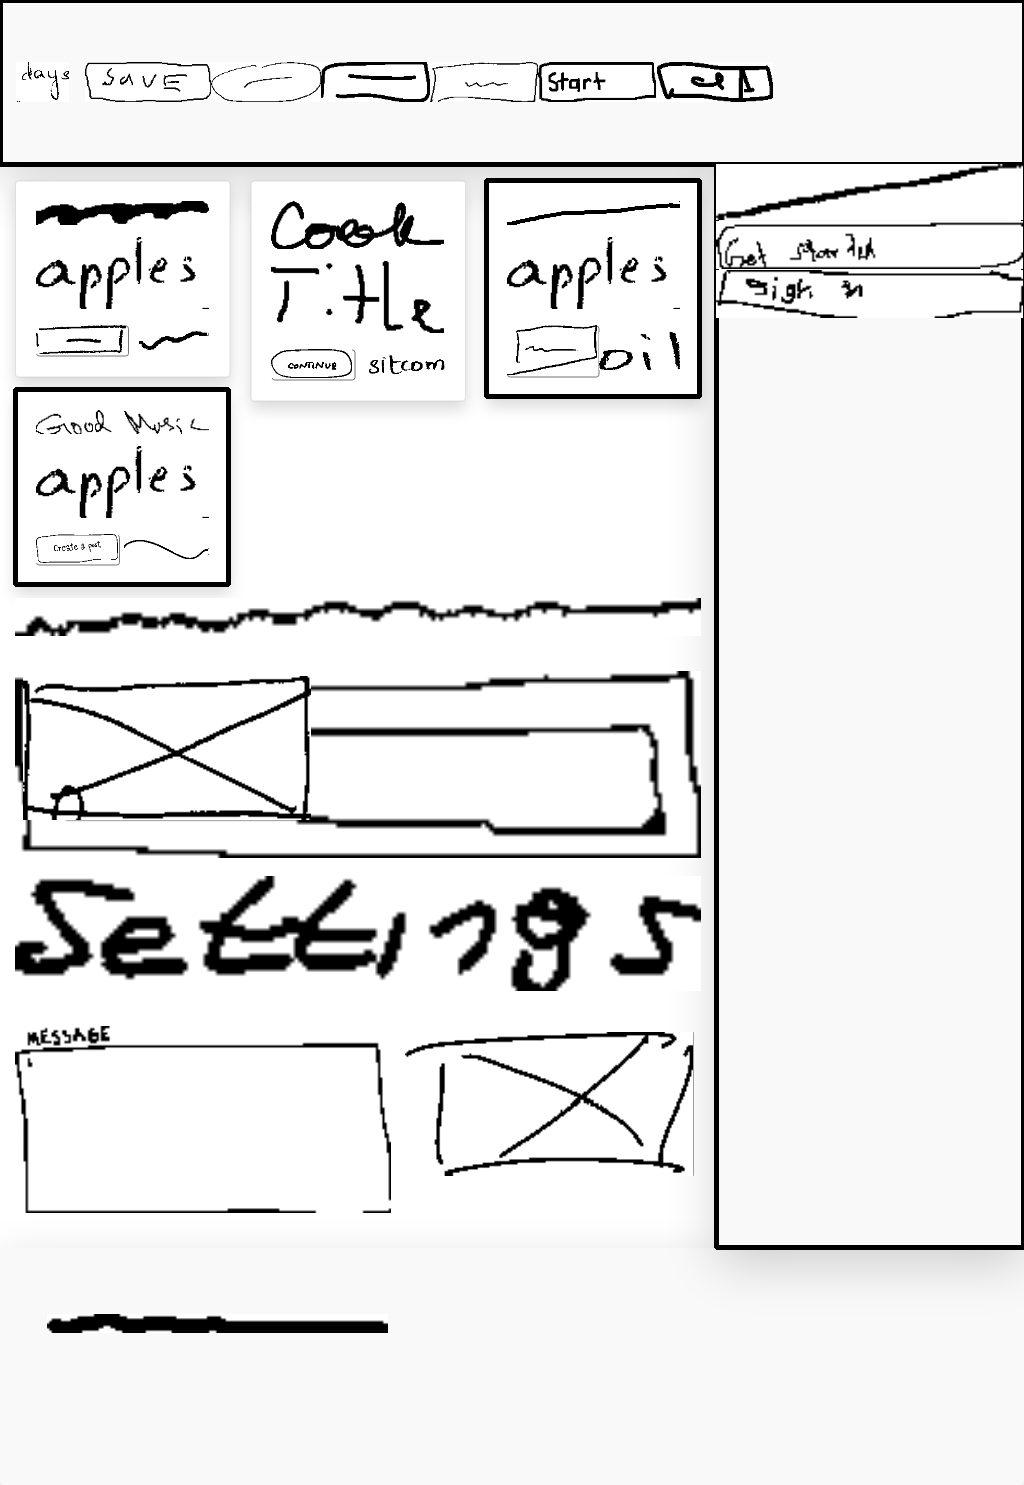 days SAVE Start
apples
Cook
Title
CONTINUE sitcom
apples
oil
Get started
Sign in
Good Music
apples
Create a post
Settings
MESSAGE